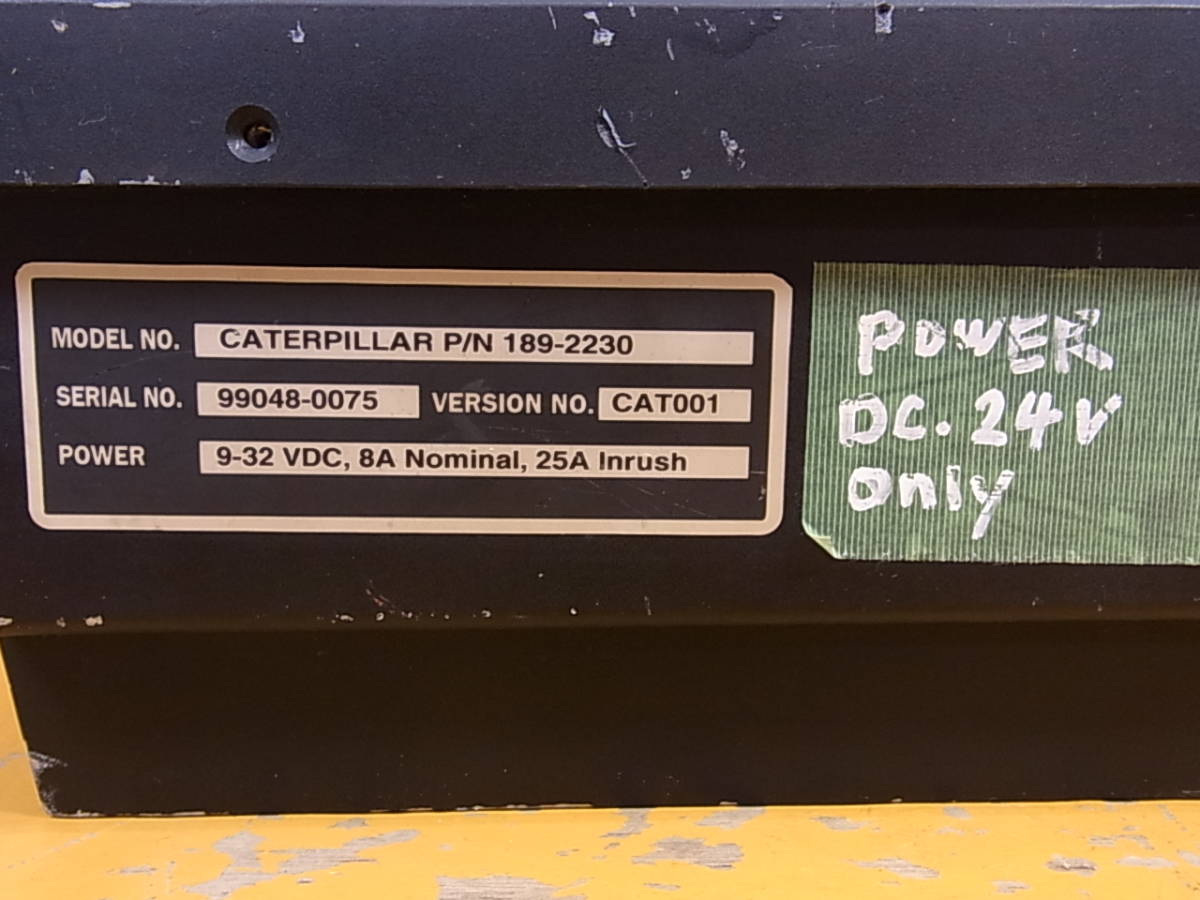 MODEL NO. CATERPILLAR P/N 189-2230
SERIAL NO. 99048-0075 VERSION NO. CAT001
POWER 9-32 VDC, 8A Nominal, 25A Inrush
POWER
DC. 24V
only